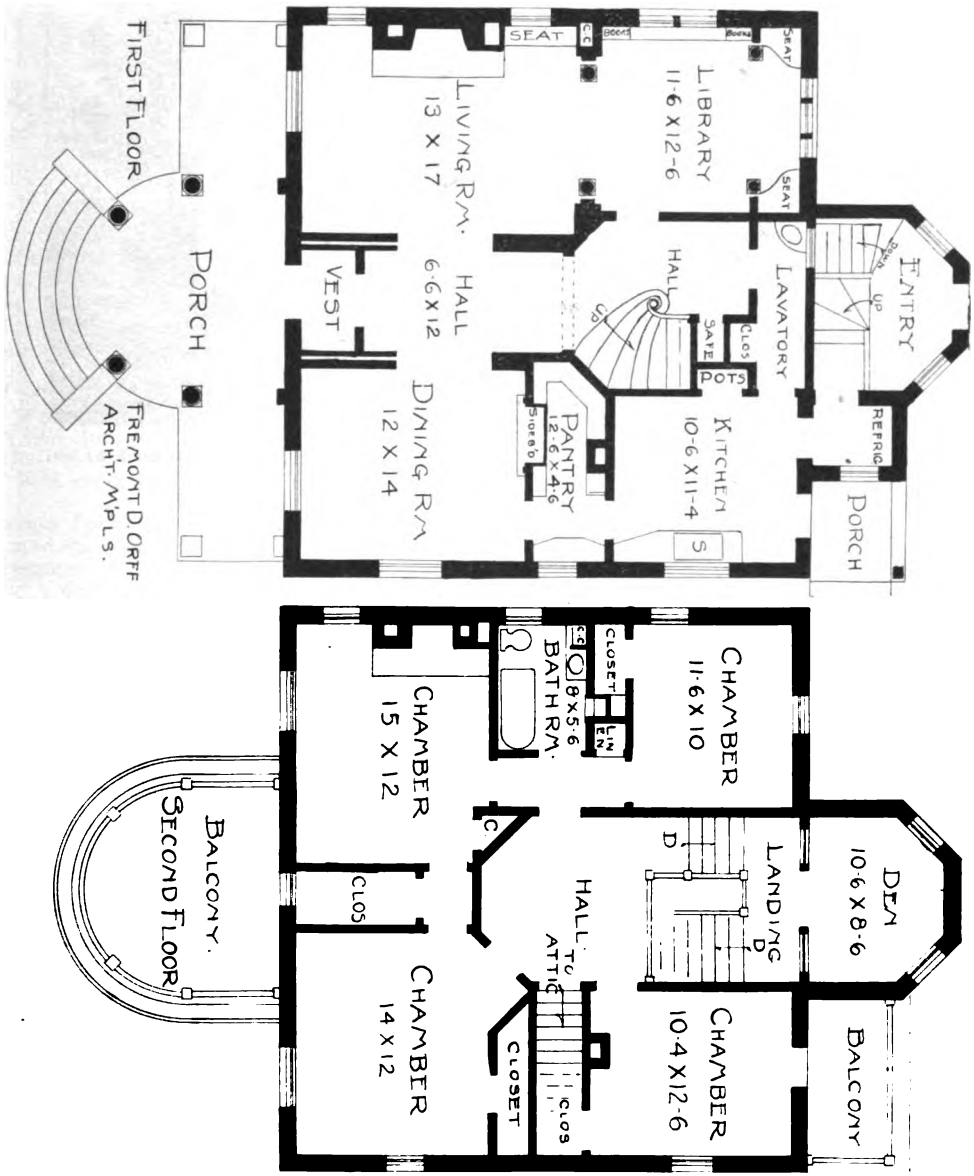 FIRST FLOOR
FREMONT D. ORFF
ARCHT. M'PLS.
PORCH
VEST
LIVING RM.
13 X 17
HALL
6-6 X 12
DINING RM
12 X 14
SEAT
C.C
BOOKS
BOOKS
SEAT
LIBRARY
11-6 X 12-6
SEAT
HALL
UP
SAFE
CLOS
POTS
SIDEB'D
PANTRY
12-6 X 4-6
KITCHEN
10-6 X 11-4
S
LAVATORY
DOWN
UP
ENTRY
REFRIG
PORCH
SECOND FLOOR
BALCONY.
CHAMBER
15 X 12
CLOS
CHAMBER
14 X 12
C
BATH RM.
8 X 5-6
C.C
CLOSET
LIN
EN
HALL
TO
ATTIC
CLOSET
CLOS
CHAMBER
11-6 X 10
D
D
LANDING
CHAMBER
10-4 X 12-6
DEN
10-6 X 8-6
BALCONY